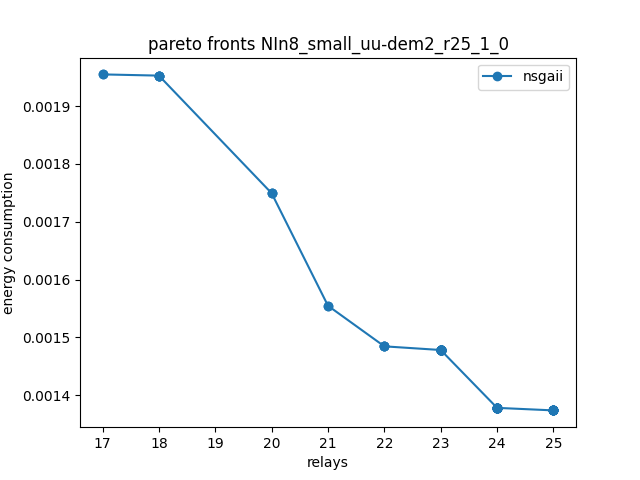 pareto fronts NIn8_small_uu-dem2_r25_1_0
nsgaii
energy consumption
0.0019
0.0018
0.0017
0.0016
0.0015
0.0014
17 18 19 20 21 22 23 24 25
relays